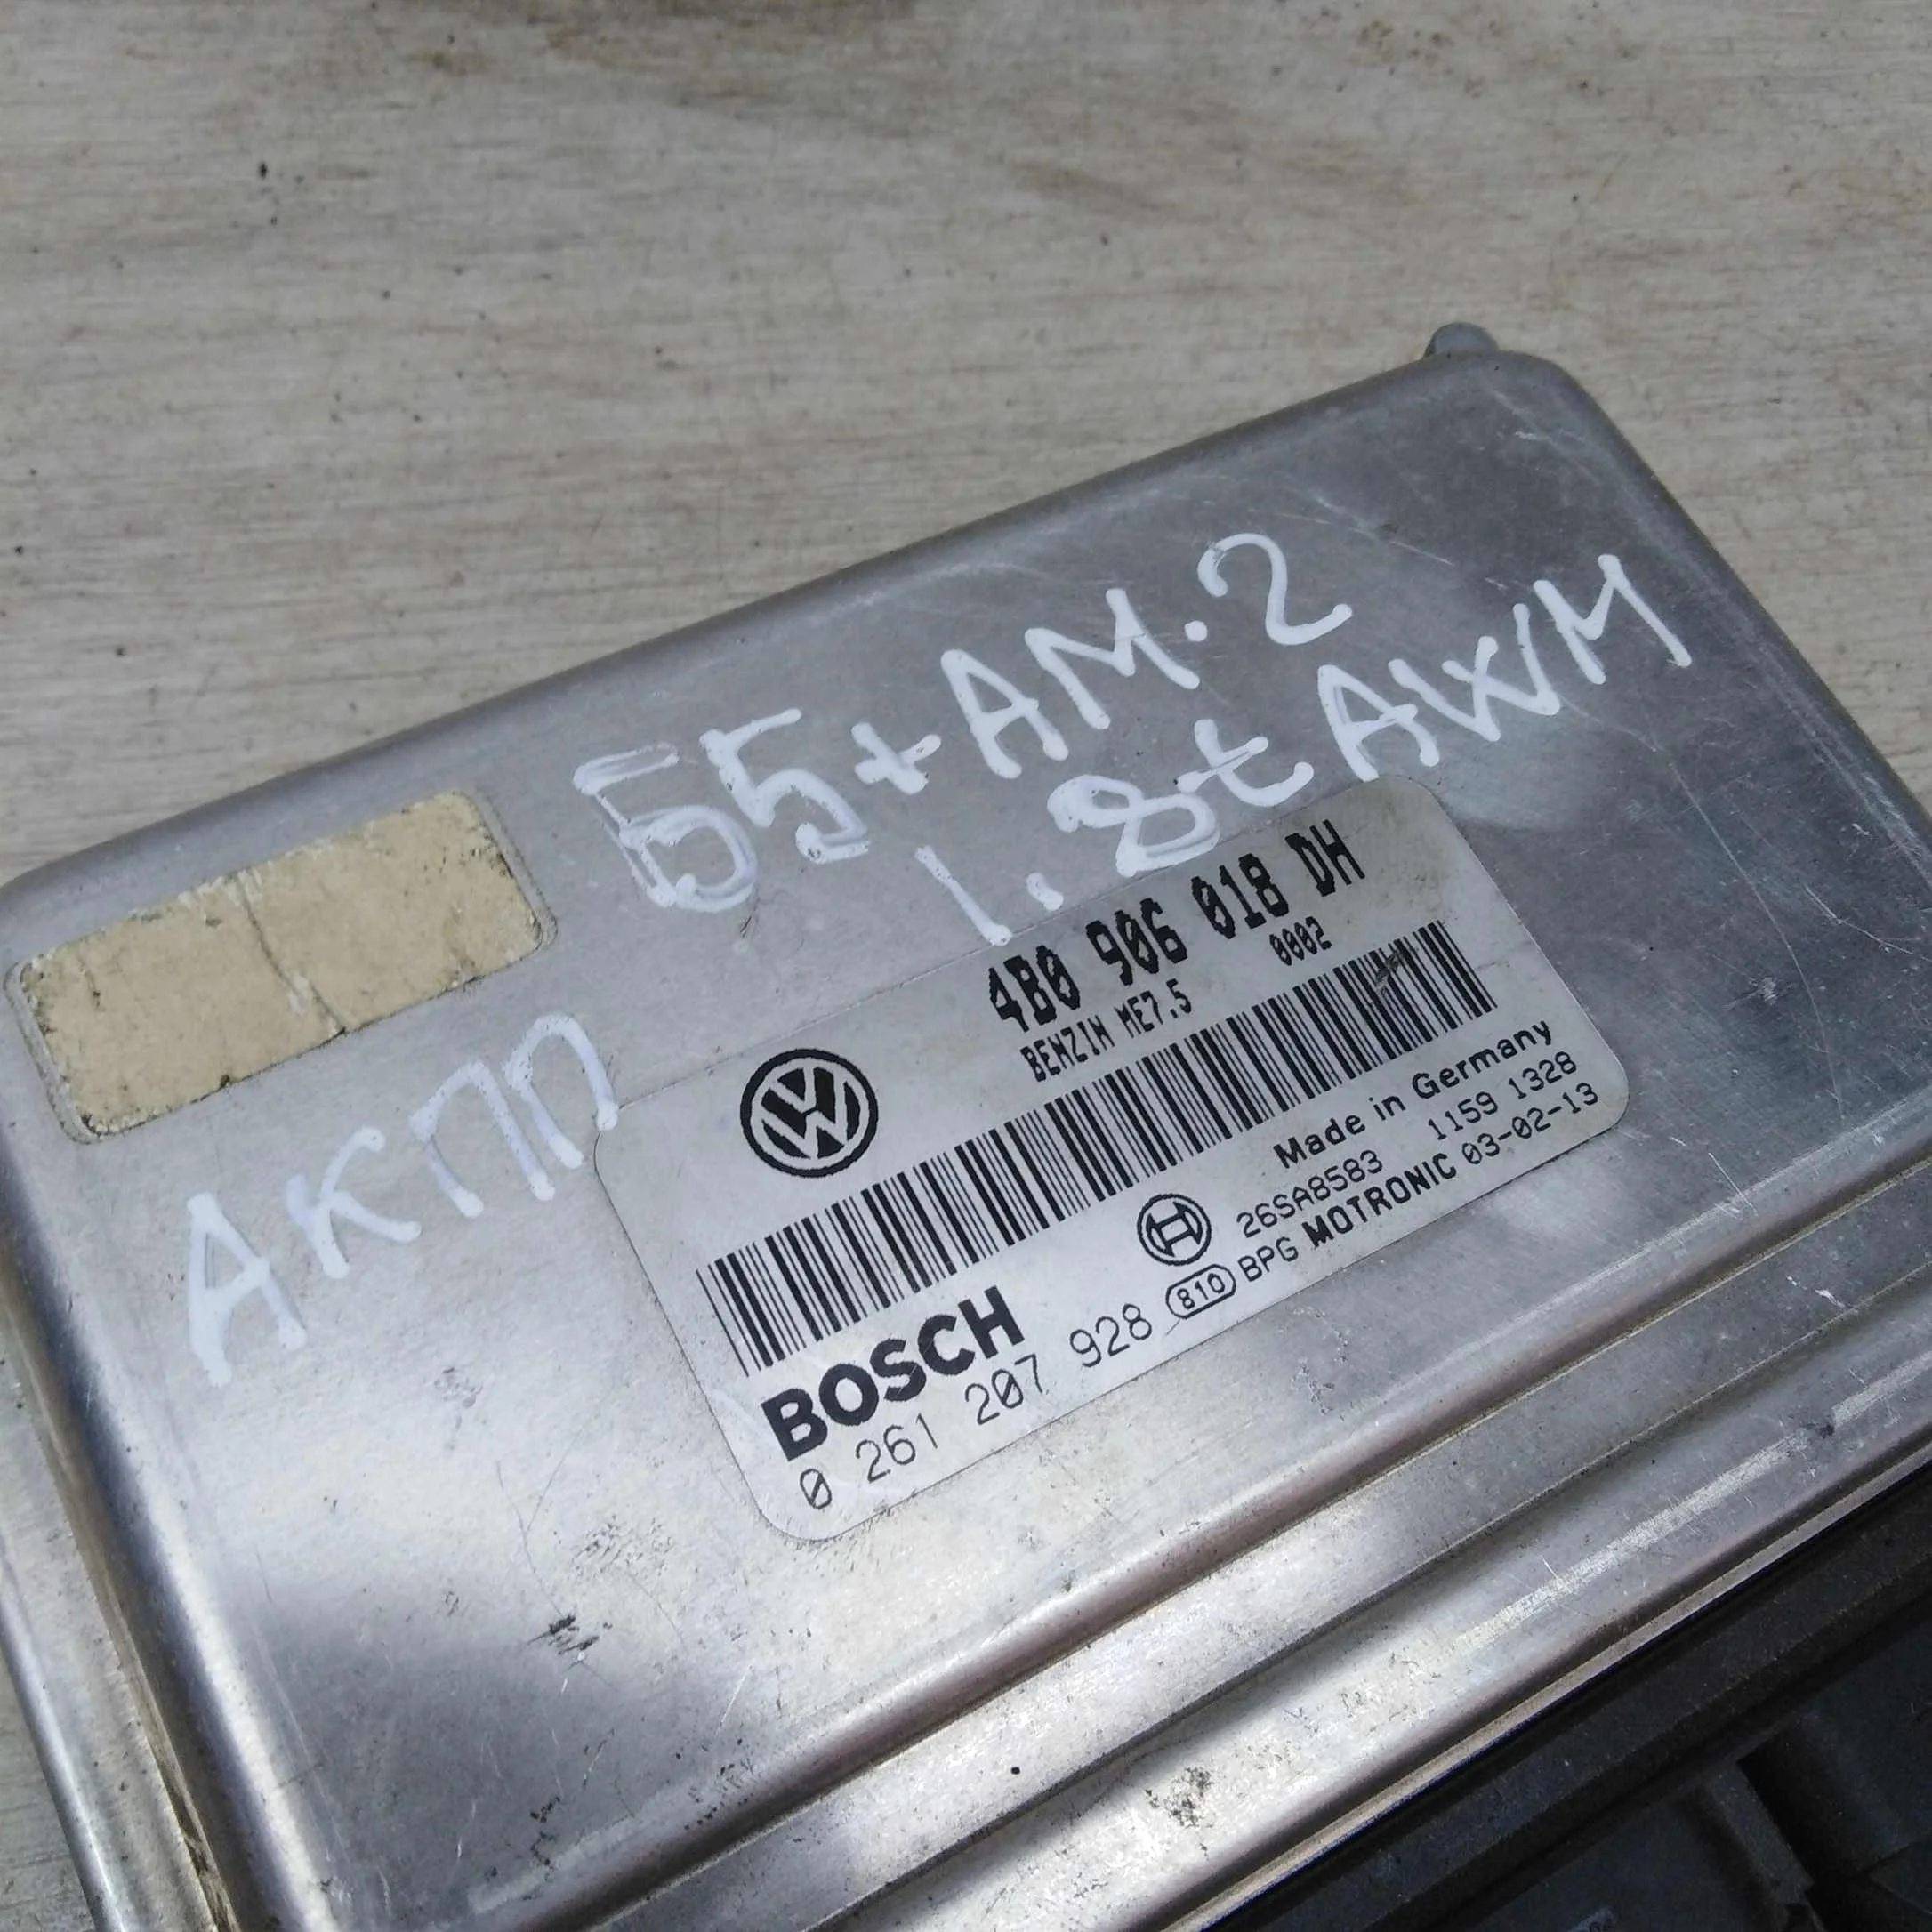 Б5+AM.2
1.8t AWM
АКПП
4B0 906 018 DH
BENZIN ME7.5 0002
Made in Germany
26SA8583 1159 1328
810 BPG MOTRONIC 03-02-13
BOSCH
0 261 207 928